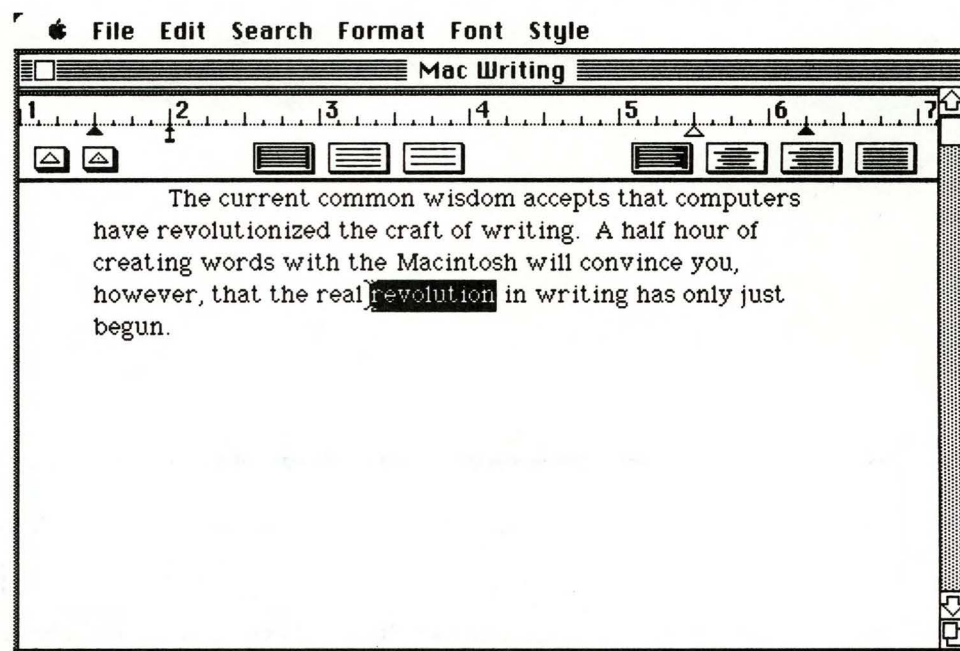 File Edit Search Format Font Style
Mac Writing
1 2 3 4 5 6 7
The current common wisdom accepts that computers
have revolutionized the craft of writing. A half hour of
creating words with the Macintosh will convince you,
however, that the real revolution in writing has only just
begun.